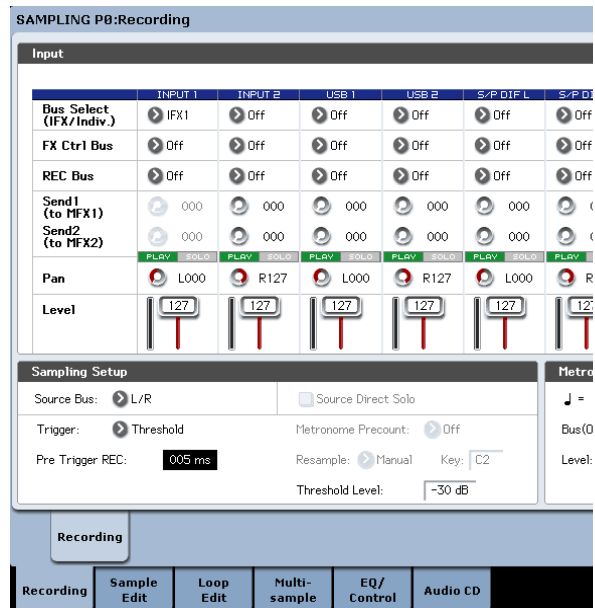 SAMPLING P0:Recording
Input
INPUT 1 INPUT 2 USB 1 USB 2 S/P DIF L S/P DI
Bus Select (IFX/Indiv.) IFX1 Off Off Off Off Off
FX Ctrl Bus Off Off Off Off Off Off
REC Bus Off Off Off Off Off Off
Send1 (to MFX1) 000 000 000 000 000
Send2 (to MFX2) 000 000 000 000 000
PLAY SOLO PLAY SOLO PLAY SOLO PLAY SOLO PLAY SOLO PLAY
Pan L000 R127 L000 R127 L000 R
Level 127 127 127 127 127 12
Sampling Setup Metro
Source Bus: L/R Source Direct Solo ♩ =
Trigger: Threshold Metronome Precount: Off Bus(O
Pre Trigger REC: 005 ms Resample: Manual Key: C2 Level:
Threshold Level: -30 dB
Recording
Recording Sample Edit Loop Edit Multi-sample EQ/Control Audio CD